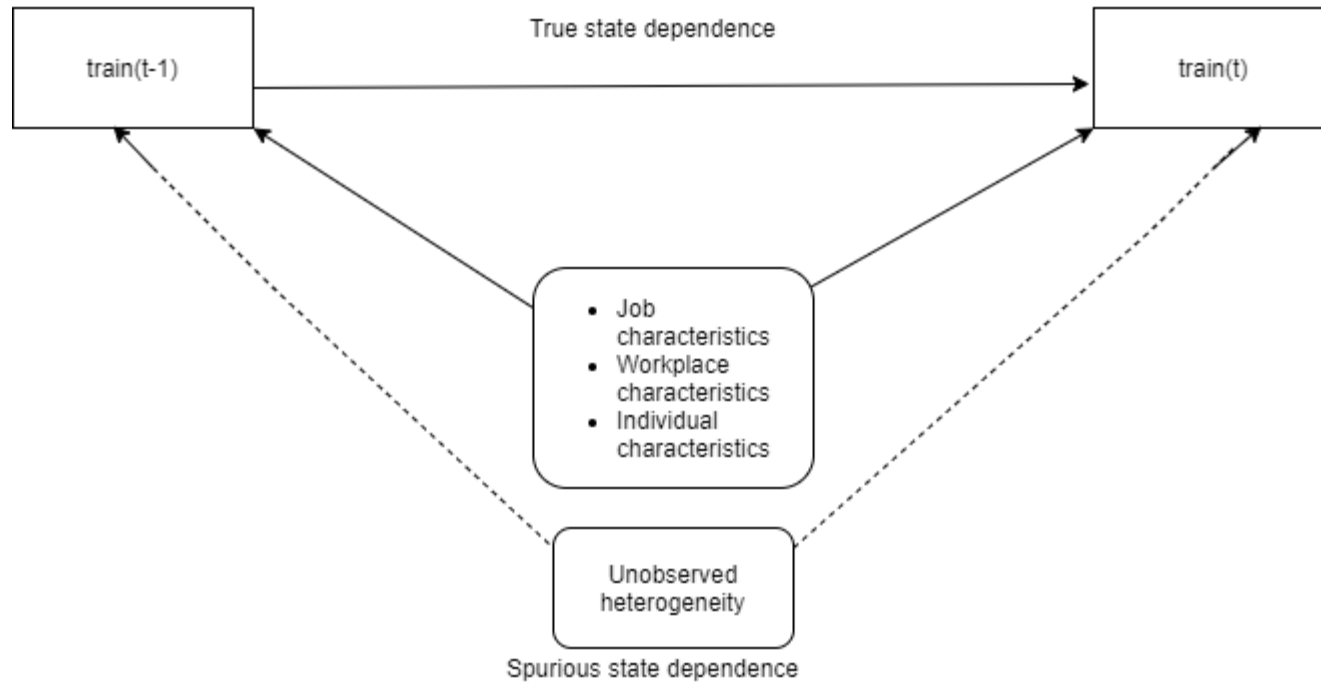 True state dependence
train(t-1)
train(t)
• Job
characteristics
• Workplace
characteristics
• Individual
characteristics
Unobserved
heterogeneity
Spurious state dependence